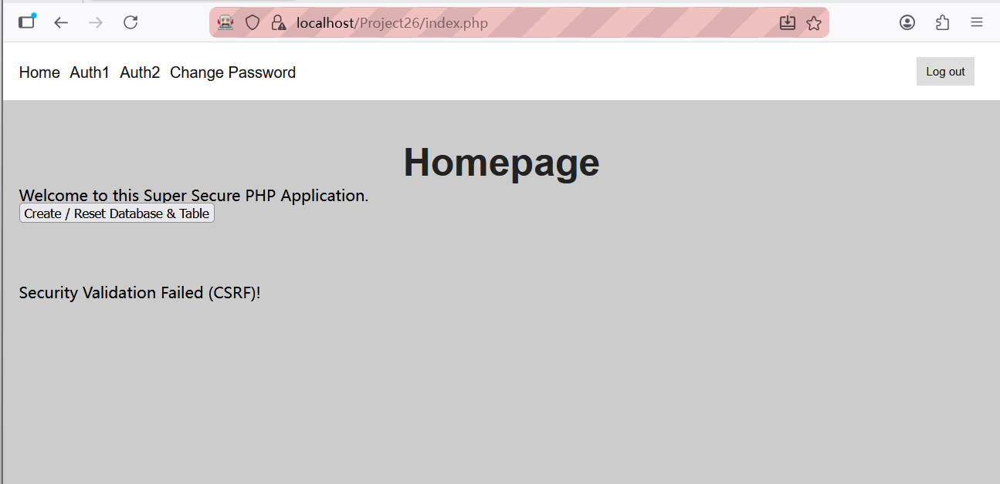 localhost/Project26/index.php
Home Auth1 Auth2 Change Password Log out
Homepage
Welcome to this Super Secure PHP Application.
Create / Reset Database & Table
Security Validation Failed (CSRF)!